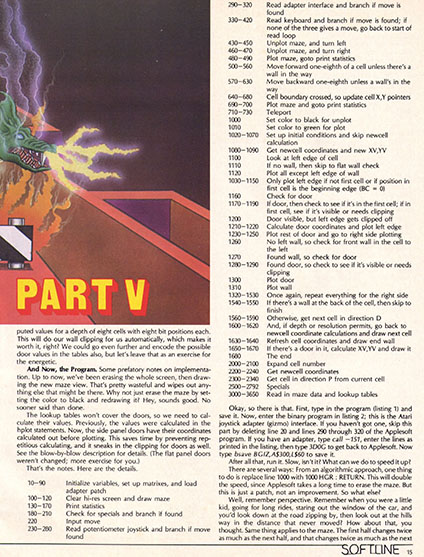 PART V
puted values for a depth of eight cells with eight bit positions each.
This will do our wall clipping for us automatically, which makes it
worth it, right? We could go even further and encode the possible
door values in the tables also, but let's leave that as an exercise for
the energetic.
And Now, the Program. Some prefatory notes on implementa-
tion. Up to now, we've been erasing the whole screen, then draw-
ing the new maze view. That's pretty wasteful and wipes out any-
thing else that might be there. Why not just erase the maze by set-
ting the color to black and redrawing it? Hey, sounds good. No
sooner said than done.
The lookup tables won't cover the doors, so we need to cal-
culate their values. Previously, the values were calculated in the
plot statements. Now, the side panel doors have their coordinates
calculated out before plotting. This saves time by preventing rep-
etitious calculating, and it sneaks in the clipping for doors as well.
See the blow-by-blow description for details. (The flat panel doors
weren't changed; more exercise for you.)
That's the notes. Here are the details.
10–90 Initialize variables, set up matrixes, and load
adapter patch
100–120 Clear hi-res screen and draw maze
130–170 Print statistics
180–210 Check for specials and branch if found
220 Input move
230–280 Read potentiometer joystick and branch if move
found
290–320 Read adapter interface and branch if move is
found
330–420 Read keyboard and branch if move is found; if
none of the three gives a move, go back to start of
read loop
430–450 Unplot maze, and turn left
460–470 Unplot maze, and turn right
480–490 Plot maze, goto print statistics
500–560 Move forward one-eighth of a cell unless there's a
wall in the way
570–630 Move backward one-eighth unless a wall's in the
way
640–680 Cell boundary crossed, so update cell X,Y pointers
690–700 Plot maze and goto print statistics
710–730 Teleport
1000 Set color to black for unplot
1010 Set color to green for plot
1020–1070 Set up initial conditions and skip newcell
calculation
1000–1090 Get newcell coordinates and new XV,YV
1100 Look at left edge of cell
1110 If no wall, then skip to flat wall check
1120 Plot all except left edge of wall
1030–1150 Only plot left edge if not first cell or if position in
first cell is the beginning edge (BC = 0)
1160 Check for door
1170–1190 If door, then check to see if it's in the first cell; if in
first cell, see if it's visible or needs clipping
1200 Door visible, but left edge gets clipped off
1210–1220 Calculate door coordinates and plot left edge
1230–1250 Plot rest of door and go to right side plotting
1260 No left wall, so check for front wall in the cell to
the left
1270 Found wall, so check for door
1280–1290 Found door, so check to see if it's visible or needs
clipping
1300 Plot door
1310 Plot wall
1320–1530 Once again, repeat everything for the right side
1540–1550 If there's a wall at the back of the cell, then skip to
finish
1560–1590 Otherwise, get next cell in direction D
1600–1620 And, if depth or resolution permits, go back to
newcell coordinate calculations and draw next cell
1630–1640 Refresh cell coordinates and draw end wall
1650–1670 If there's a door in it, calculate XV,YV and draw it
1680 The end
2000–2100 Expand cell number
2200–2240 Get newcell coordinates
2300–2340 Get cell in direction P from current cell
2500–2792 Specials
3000–3650 Read in maze data and lookup tables
Okay, so there it is. First, type in the program (listing 1) and
save it. Now, enter the binary program in listing 2; this is the Atari
joystick adapter (gizmo) interface. If you haven't got one, skip this
part by deleting line 20 and lines 290 through 320 of the Applesoft
program. If you have an adapter, type call –151, enter the lines as
printed in the listing, then type 3D0G to get back to Applesoft. Now
type bsave BGIZ,A$300,L$60 to save it.
After all that, run it. Slow, isn't it? What can we do to speed it up?
There are several ways: From an algorithmic approach, one thing
to do is replace line 1000 with 1000 HGR : RETURN. This will double
the speed, since Applesoft takes a long time to erase the maze. But
this is just a patch, not an improvement. So what else?
Well, remember perspective. Remember when you were a little
kid, going for long rides, staring out the window of the car, and
you'd look down at the road zipping by, then look out at the hills
way in the distance that never moved? How about that, you
thought. Same thing applies to the maze. The first half changes twice
as much as the next half, and that changes twice as much as the next
SOFTLINE 15